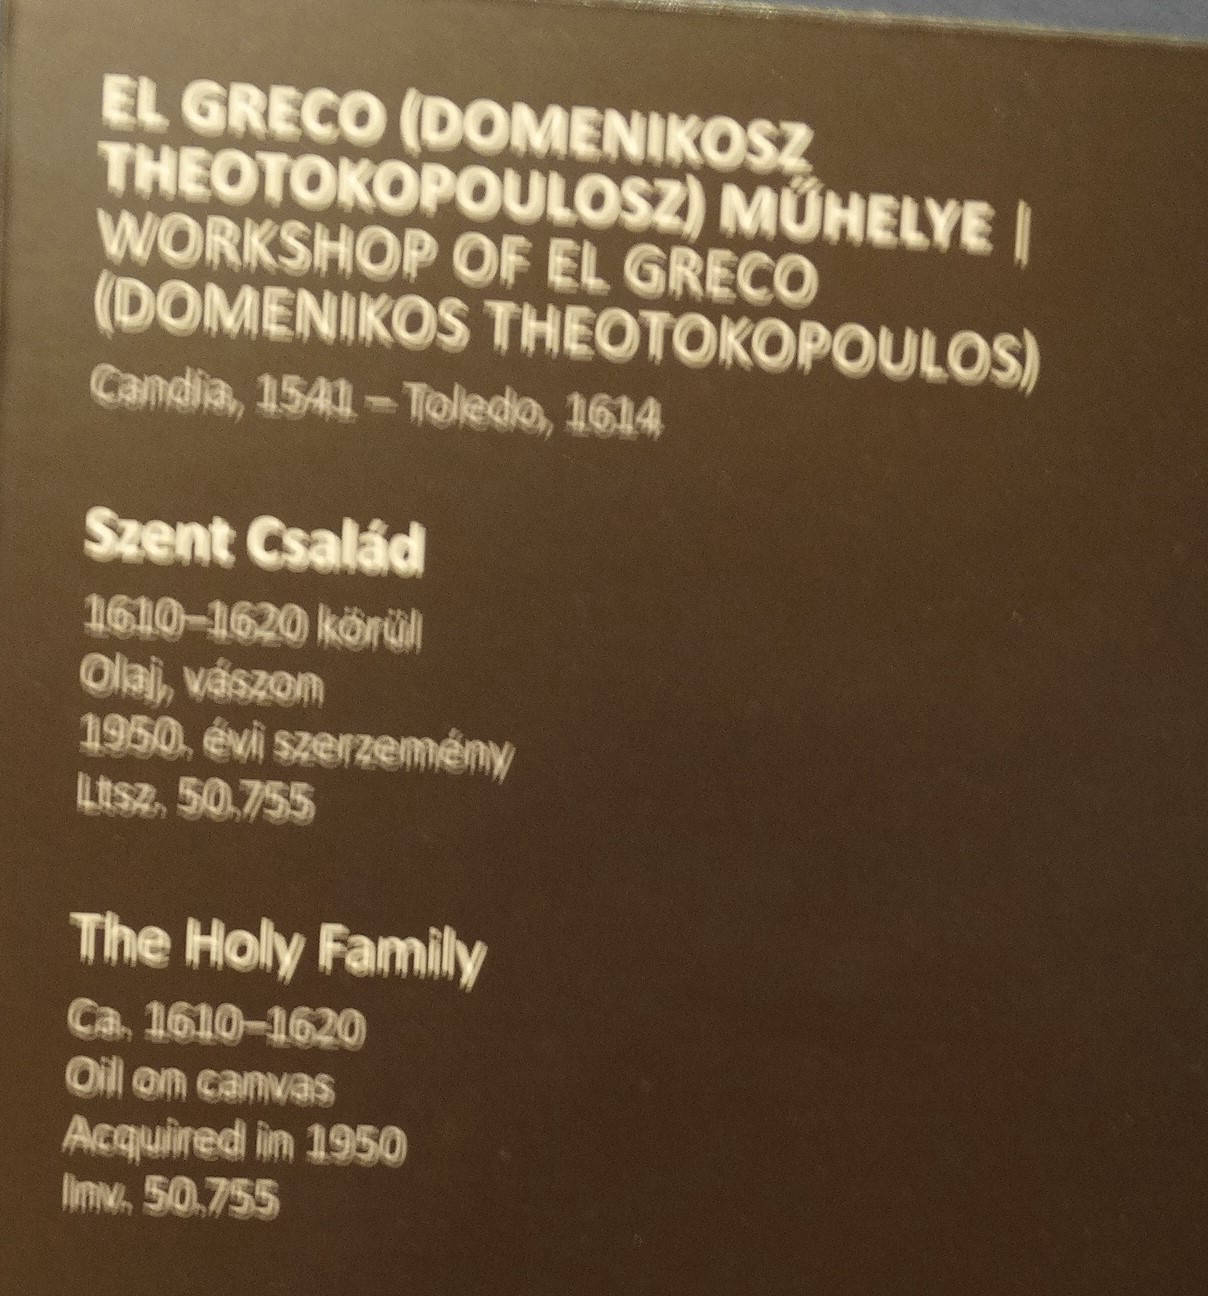 EL GRECO (DOMENIKOSZ
THEOTOKOPOULOSZ) MŰHELYE |
WORKSHOP OF EL GRECO
(DOMENIKOS THEOTOKOPOULOS)
Candia, 1541 – Toledo, 1614
Szent Család
1610–1620 körül
Olaj, vászon
1950. évi szerzemény
Ltsz. 50.755
The Holy Family
Ca. 1610–1620
Oil on canvas
Acquired in 1950
Inv. 50.755